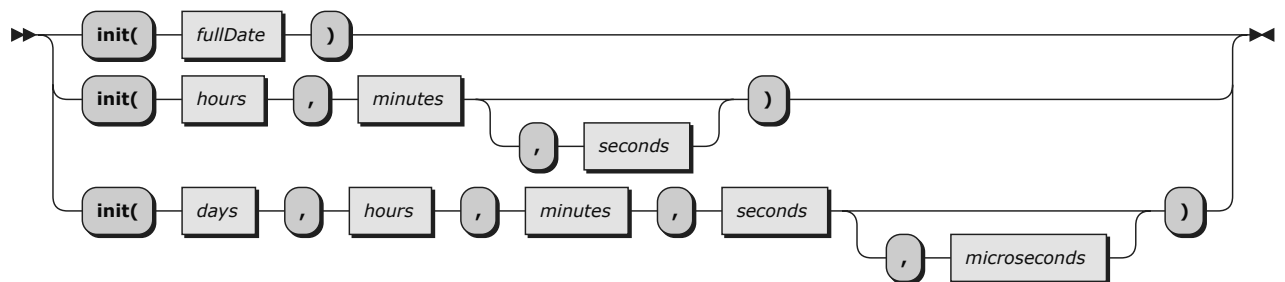 init( fullDate )
init( hours , minutes )
, seconds
init( days , hours , minutes , seconds )
, microseconds